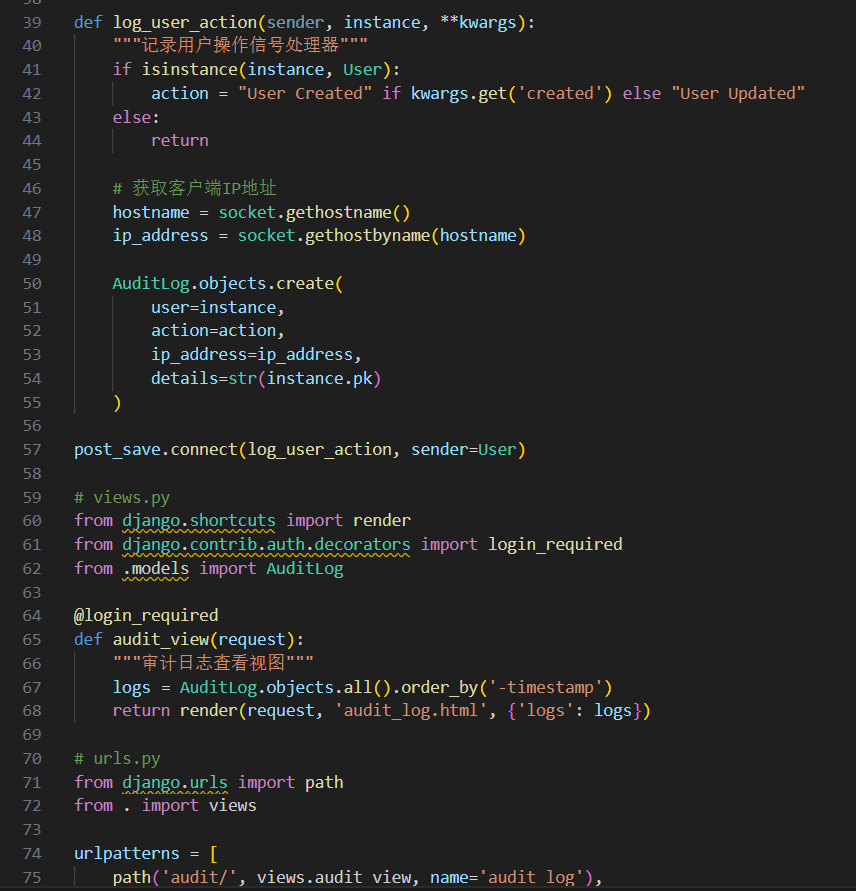 39 def log_user_action(sender, instance, **kwargs):
40     """记录用户操作信号处理器"""
41     if isinstance(instance, User):
42         action = "User Created" if kwargs.get('created') else "User Updated"
43     else:
44         return
45
46     # 获取客户端IP地址
47     hostname = socket.gethostname()
48     ip_address = socket.gethostbyname(hostname)
49
50     AuditLog.objects.create(
51         user=instance,
52         action=action,
53         ip_address=ip_address,
54         details=str(instance.pk)
55     )
56
57 post_save.connect(log_user_action, sender=User)
58
59 # views.py
60 from django.shortcuts import render
61 from django.contrib.auth.decorators import login_required
62 from .models import AuditLog
63
64 @login_required
65 def audit_view(request):
66     """审计日志查看视图"""
67     logs = AuditLog.objects.all().order_by('-timestamp')
68     return render(request, 'audit_log.html', {'logs': logs})
69
70 # urls.py
71 from django.urls import path
72 from . import views
73
74 urlpatterns = [
75     path('audit/', views.audit_view, name='audit_log'),